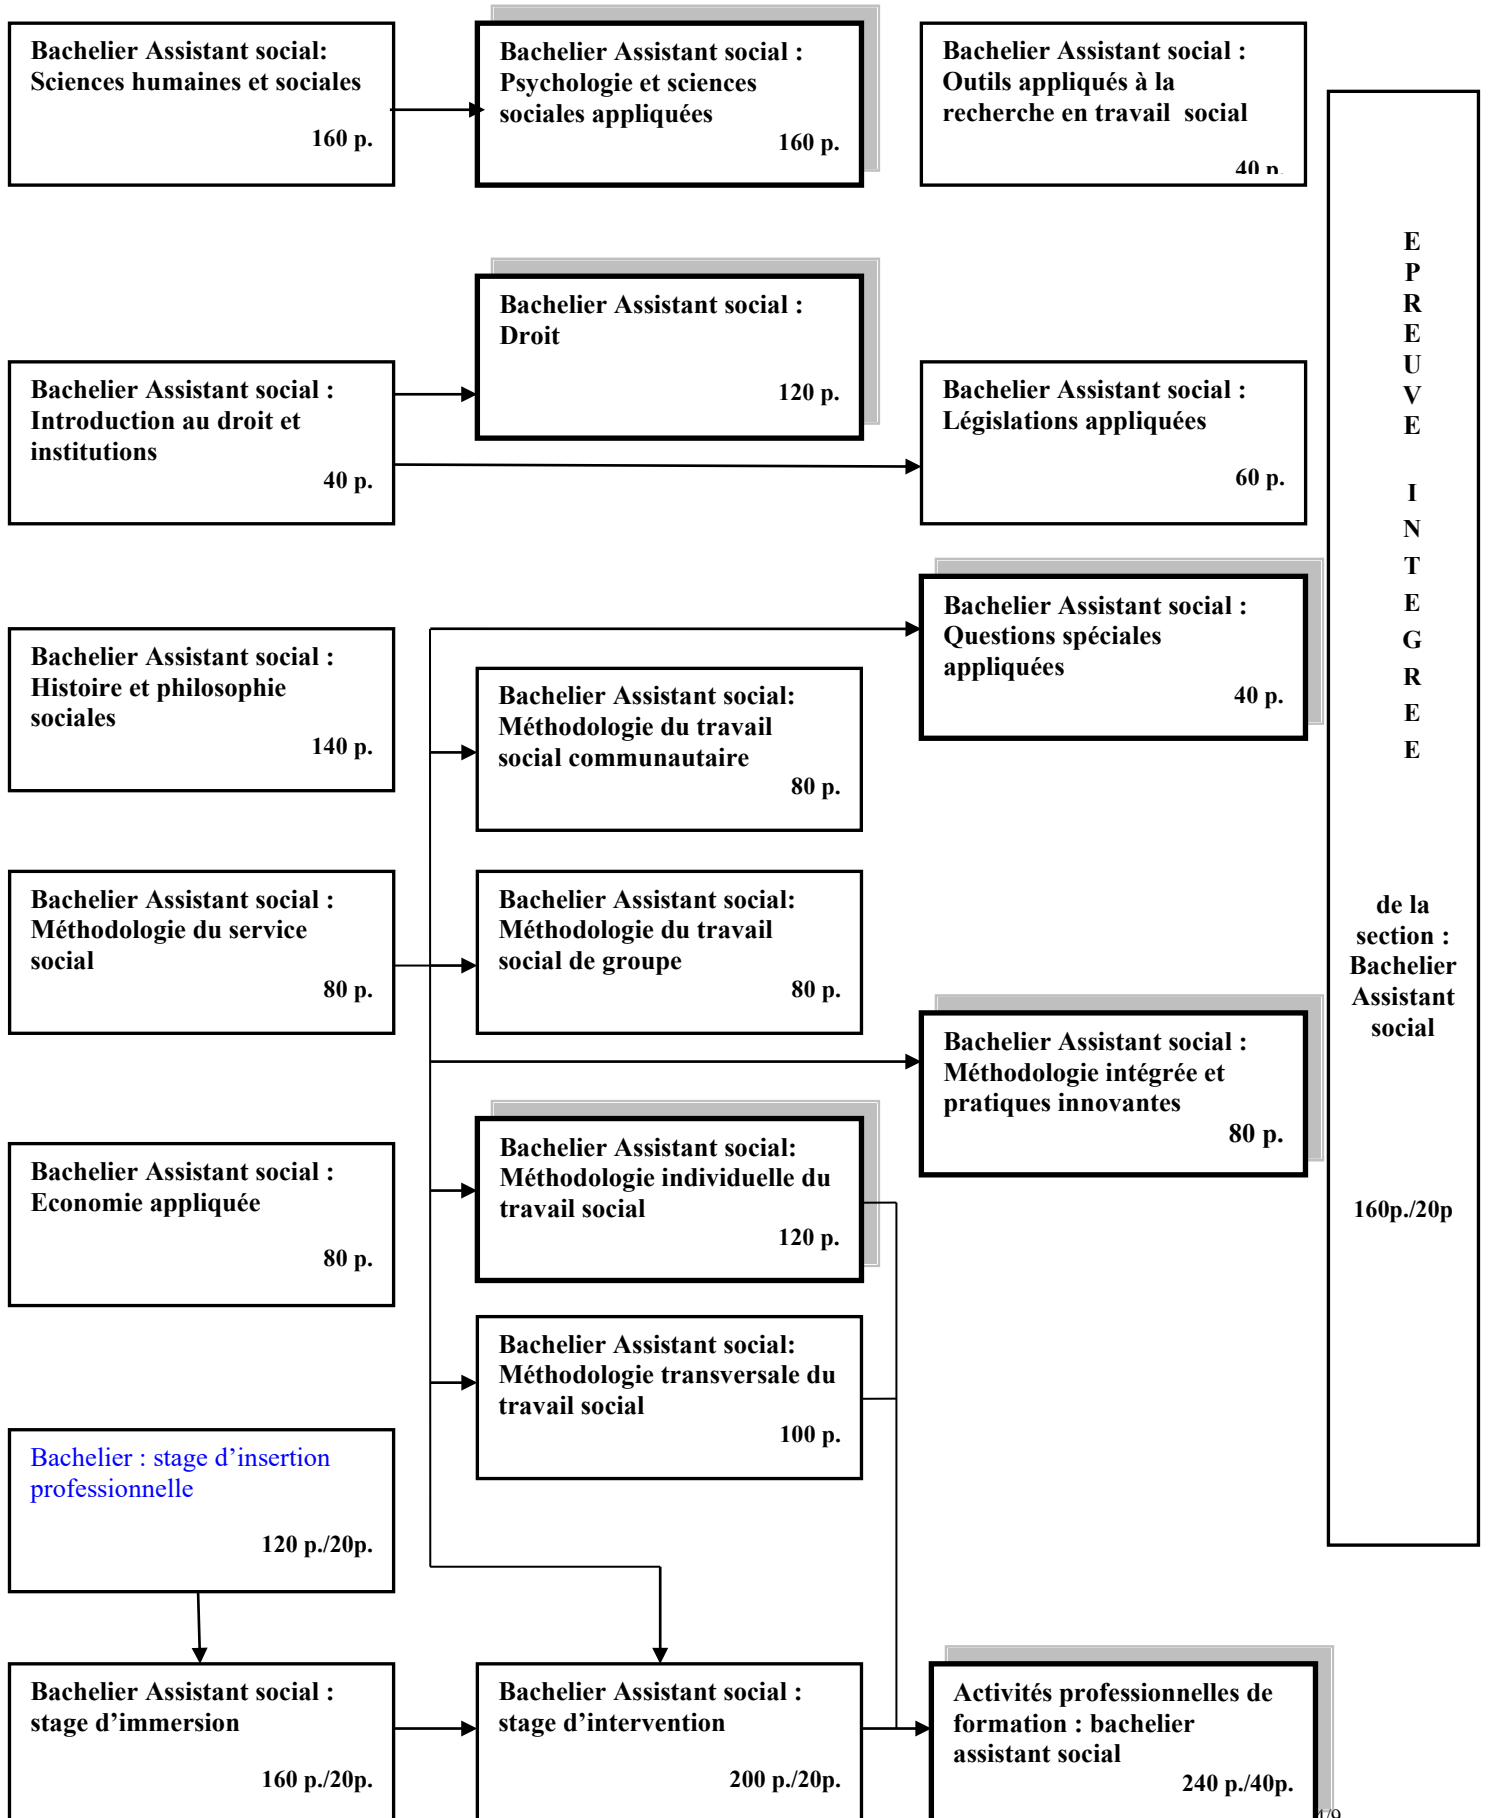 Bachelier Assistant social:
Sciences humaines et sociales
160 p.
Bachelier Assistant social :
Psychologie et sciences
sociales appliquées
160 p.
Bachelier Assistant social :
Outils appliqués à la
recherche en travail social
40 p.
Bachelier Assistant social :
Droit
120 p.
Bachelier Assistant social :
Introduction au droit et
institutions
40 p.
Bachelier Assistant social :
Législations appliquées
60 p.
Bachelier Assistant social :
Questions spéciales
appliquées
40 p.
Bachelier Assistant social :
Histoire et philosophie
sociales
140 p.
Bachelier Assistant social:
Méthodologie du travail
social communautaire
80 p.
Bachelier Assistant social :
Méthodologie du service
social
80 p.
Bachelier Assistant social:
Méthodologie du travail
social de groupe
80 p.
Bachelier Assistant social :
Méthodologie intégrée et
pratiques innovantes
80 p.
Bachelier Assistant social :
Economie appliquée
80 p.
Bachelier Assistant social:
Méthodologie individuelle du
travail social
120 p.
Bachelier Assistant social:
Méthodologie transversale du
travail social
100 p.
Bachelier : stage d’insertion
professionnelle
120 p./20p.
Bachelier Assistant social :
stage d’immersion
160 p./20p.
Bachelier Assistant social :
stage d’intervention
200 p./20p.
Activités professionnelles de
formation : bachelier
assistant social
240 p./40p.
E
P
R
E
U
V
E
I
N
T
E
G
R
E
E
de la
section :
Bachelier
Assistant
social
160p./20p
4/9